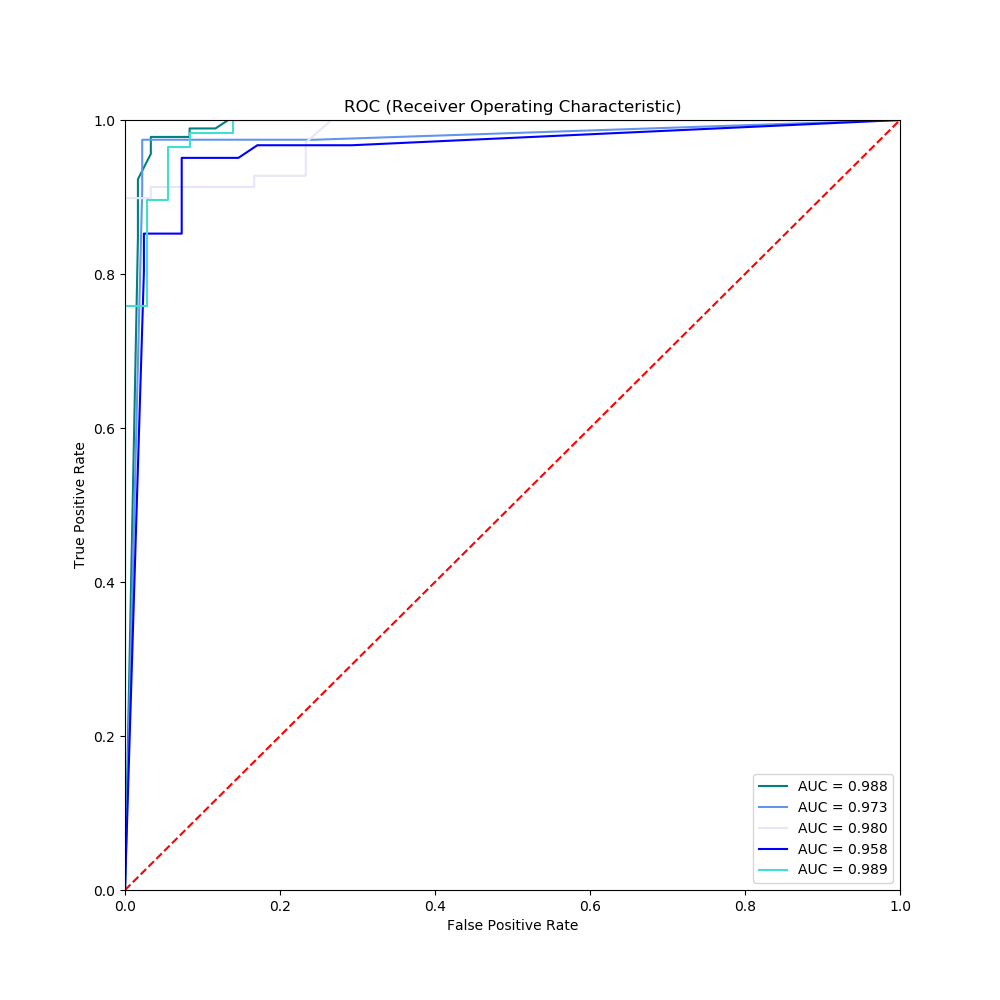 ROC (Receiver Operating Characteristic)
1.0
0.8
0.6
0.4
0.2
0.0
True Positive Rate
0.0 0.2 0.4 0.6 0.8 1.0
False Positive Rate
AUC = 0.988
AUC = 0.973
AUC = 0.980
AUC = 0.958
AUC = 0.989